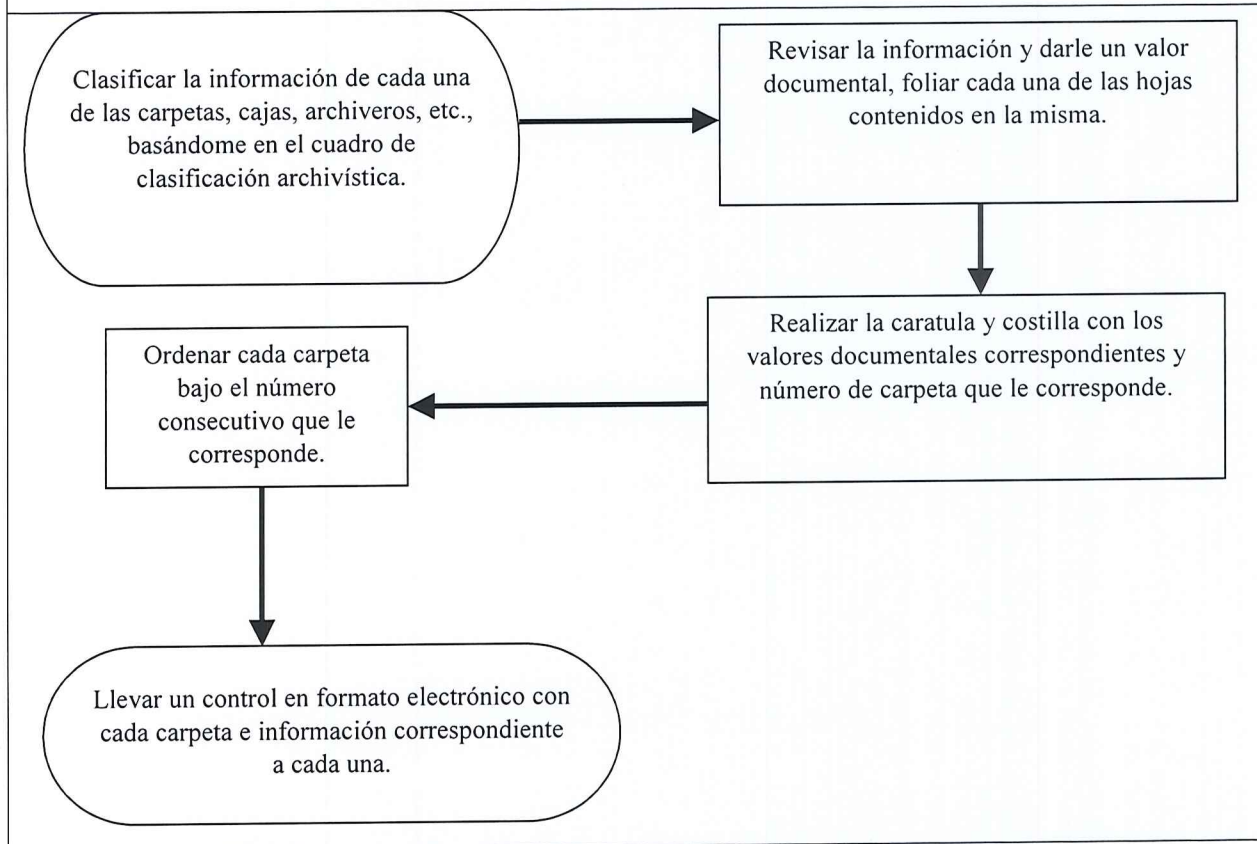 Clasificar la información de cada una
de las carpetas, cajas, archiveros, etc.,
basándome en el cuadro de
clasificación archivística.
Revisar la información y darle un valor
documental, foliar cada una de las hojas
contenidos en la misma.
Realizar la caratula y costilla con los
valores documentales correspondientes y
número de carpeta que le corresponde.
Ordenar cada carpeta
bajo el número
consecutivo que le
corresponde.
Llevar un control en formato electrónico con
cada carpeta e información correspondiente
a cada una.